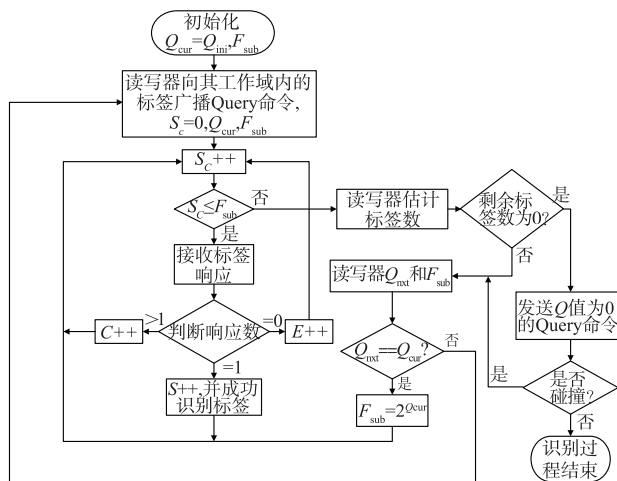 初始化
Q_cur=Q_ini,F_sub
读写器向其工作域内的
标签广播Query命令,
S_c=0,Q_cur,F_sub
S_C++
S_C≤F_sub
否
是
读写器估计
标签数
剩余标
签数为0?
是
否
接收标签
响应
读写器Q_nxt和F_sub
发送Q值为0
的Query命令
C++
>1
判断响应数
=0
E++
=1
Q_nxt==Q_cur?
否
是
是
是否
碰撞?
否
S++,并成功
识别标签
F_sub=2^Qcur
识别过
程结束